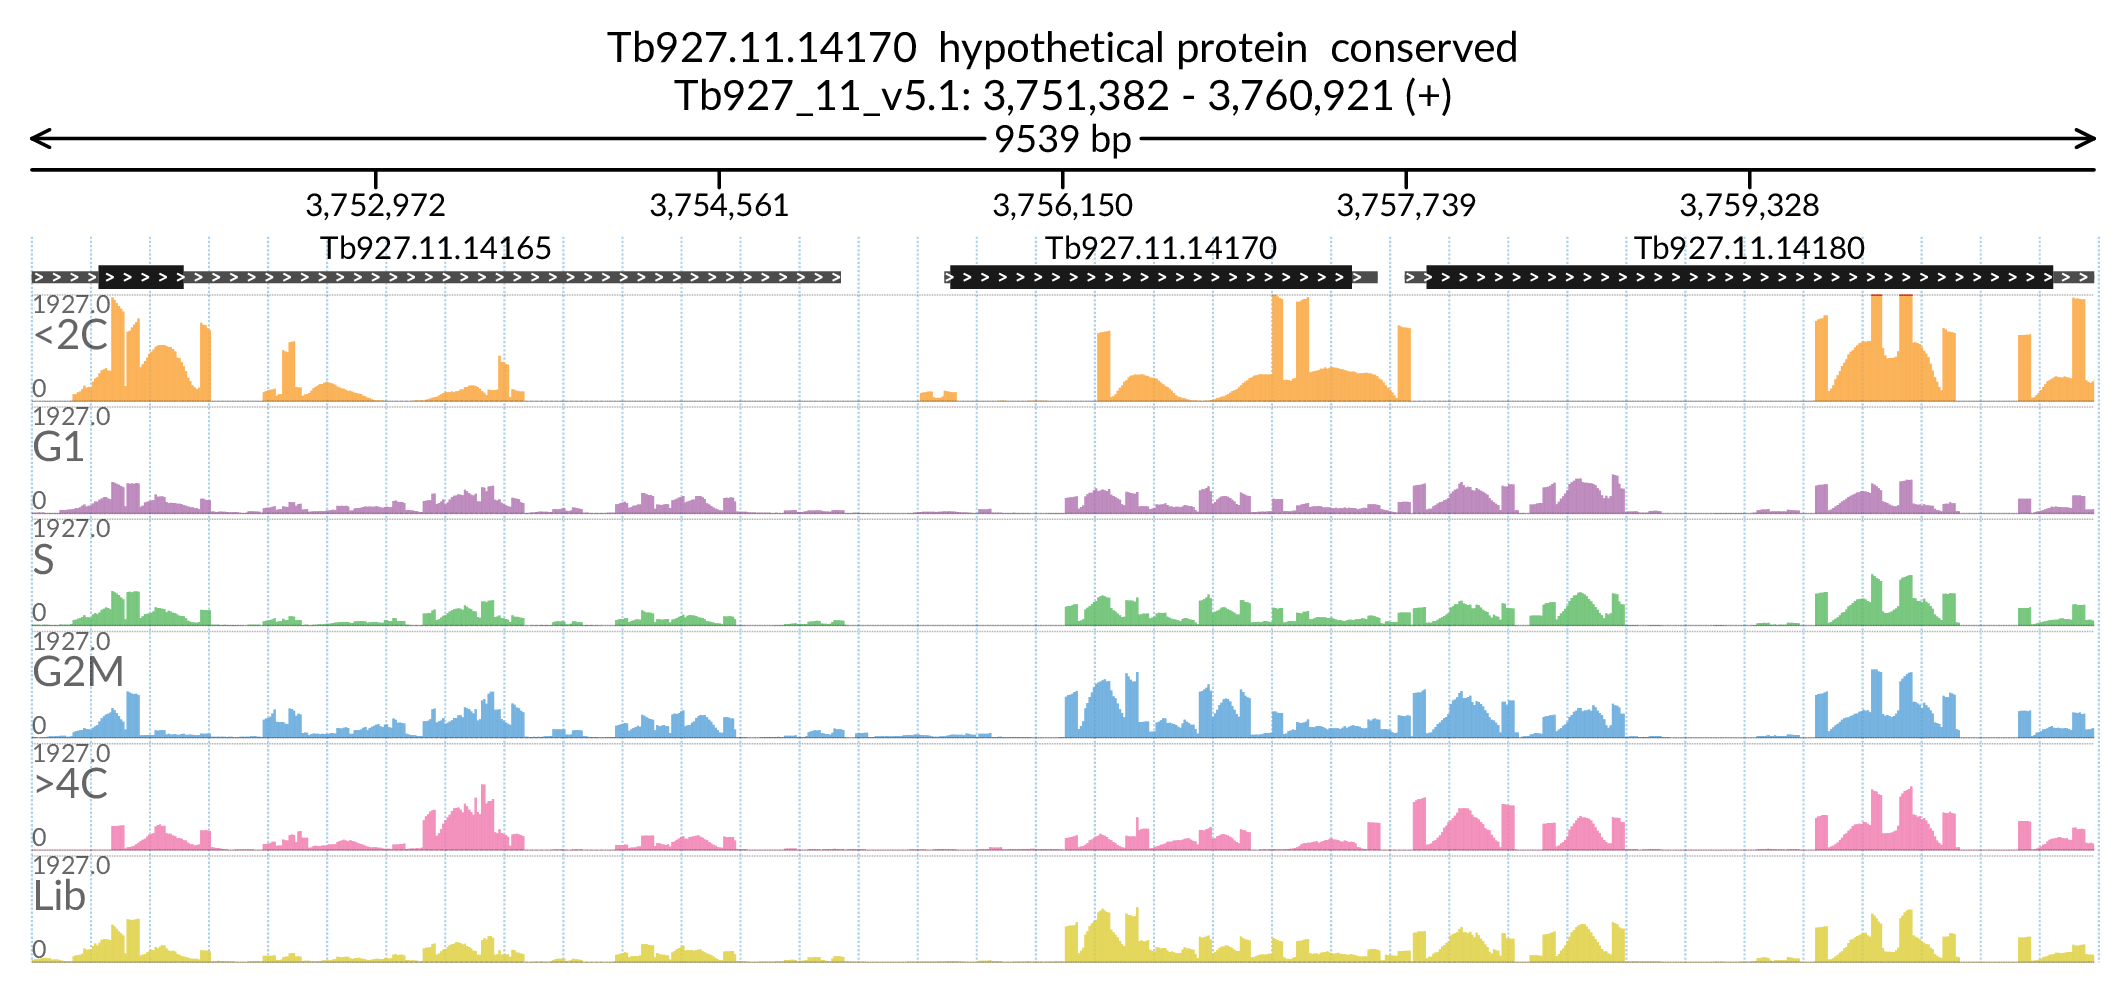 Tb927.11.14170 hypothetical protein conserved
Tb927_11_v5.1: 3,751,382 - 3,760,921 (+)
9539 bp
3,752,972 3,754,561 3,756,150 3,757,739 3,759,328
Tb927.11.14165 Tb927.11.14170 Tb927.11.14180
1927.0
<2C
0
1927.0
G1
0
1927.0
S
0
1927.0
G2M
0
1927.0
>4C
0
1927.0
Lib
0